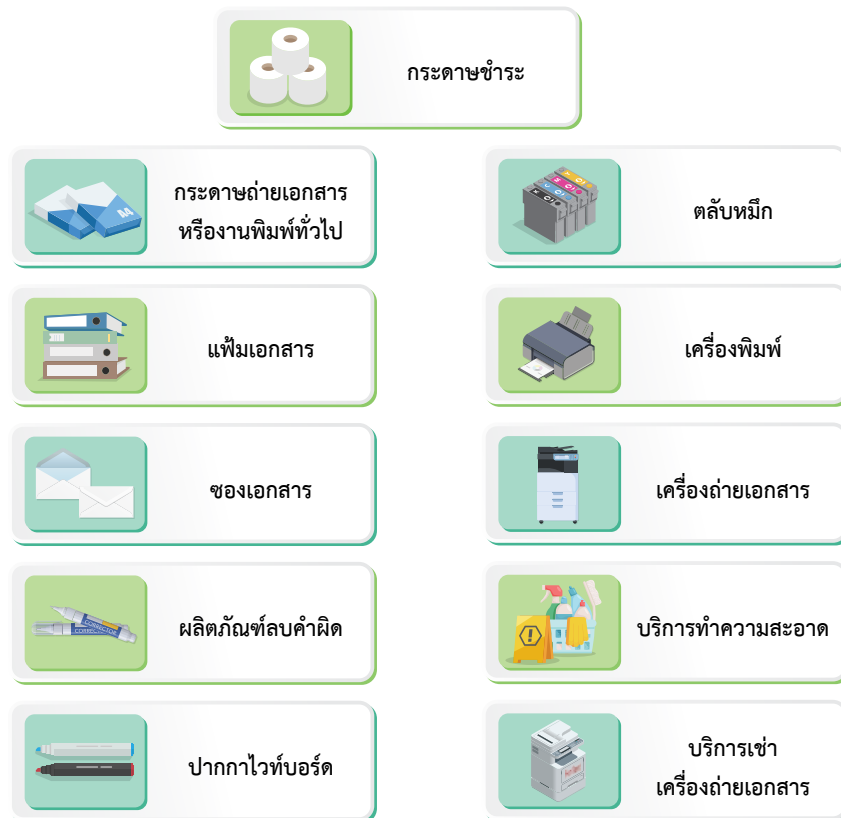 กระดาษชำระ
กระดาษถ่ายเอกสาร
หรืองานพิมพ์ทั่วไป
A4
ตลับหมึก
แฟ้มเอกสาร
เครื่องพิมพ์
ซองเอกสาร
เครื่องถ่ายเอกสาร
ผลิตภัณฑ์ลบคำผิด
CORRECTOR
บริการทำความสะอาด
ปากกาไวท์บอร์ด
บริการเช่า
เครื่องถ่ายเอกสาร